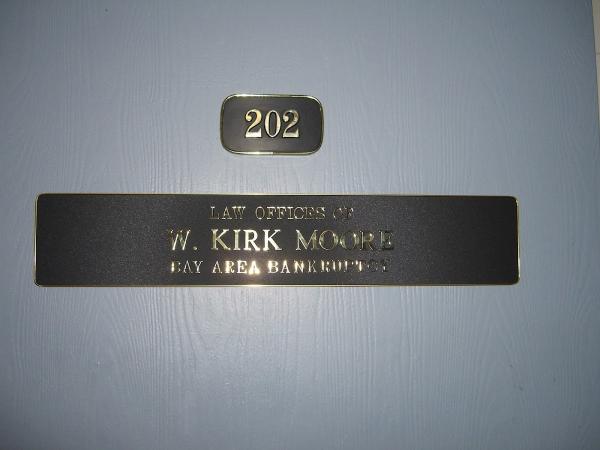 202
LAW OFFICES OF
W. KIRK MOORE
BAY AREA BANKRUPTCY